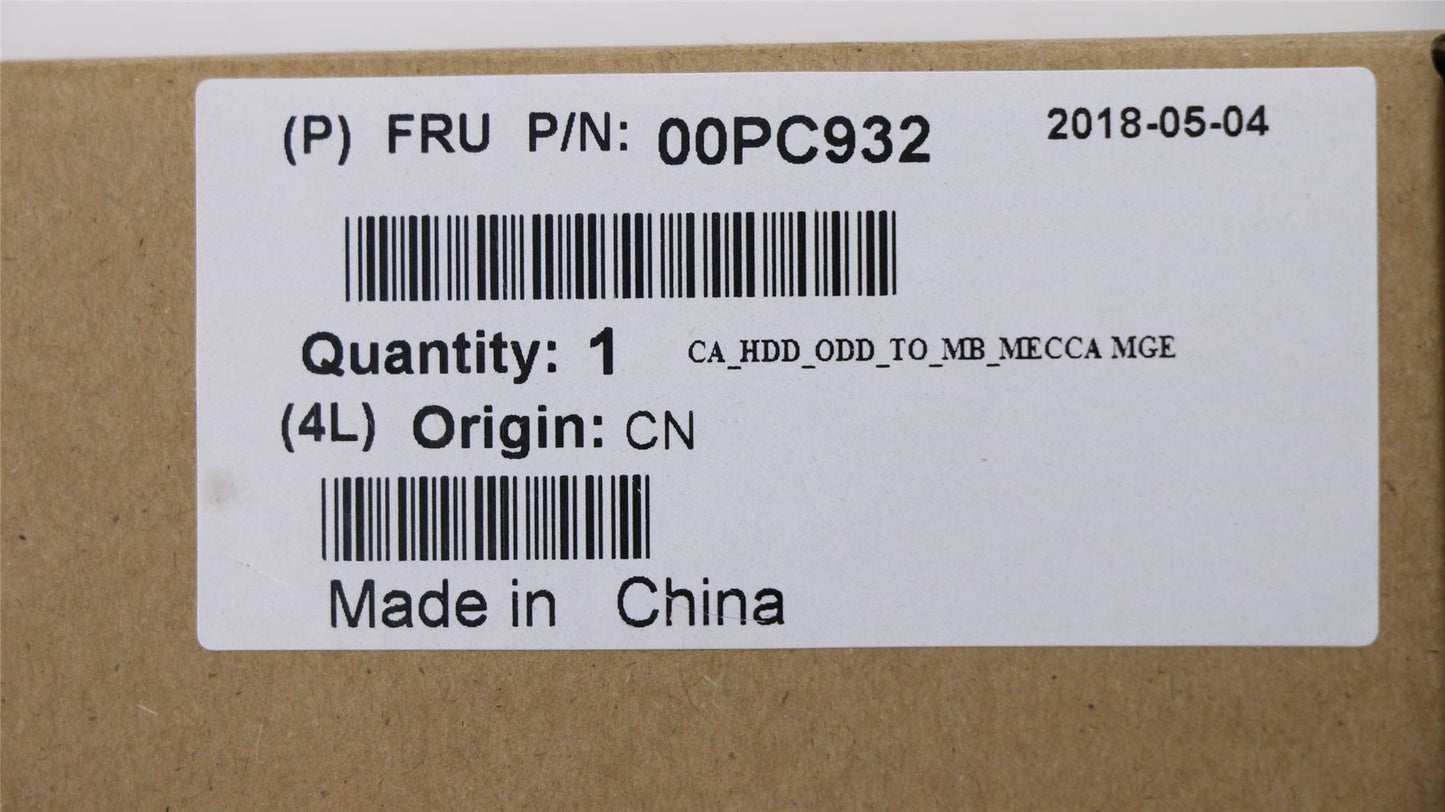 (P) FRU P/N: 00PC932 2018-05-04
Quantity: 1 CA_HDD_ODD_TO_MB_MECCA MGE
(4L) Origin: CN
Made in China